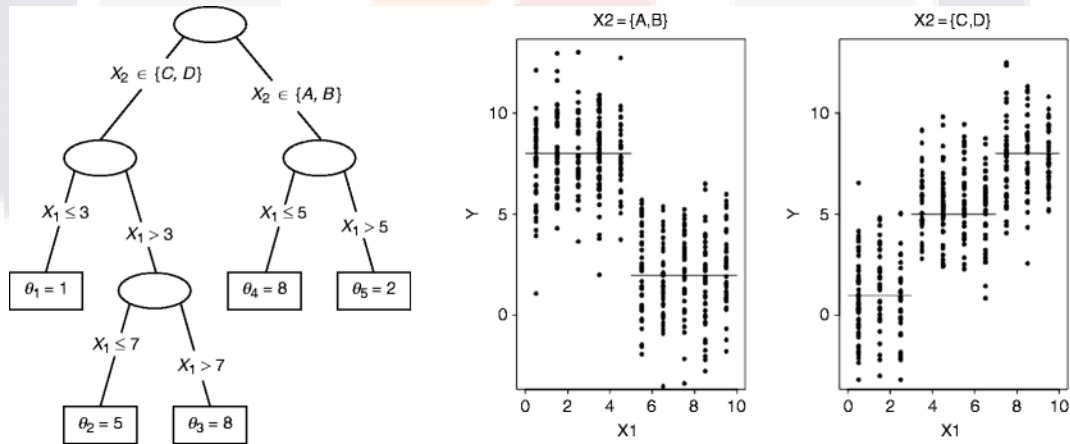 X₂ ∈ {C, D}
X₂ ∈ {A, B}
X₁ ≤ 3
X₁ > 3
X₁ ≤ 5
X₁ > 5
θ₁ = 1
θ₄ = 8
θ₅ = 2
X₁ ≤ 7
X₁ > 7
θ₂ = 5
θ₃ = 8
X2 = {A,B}
10
5
0
Y
0 2 4 6 8 10
X1
X2 = {C,D}
10
5
0
Y
0 2 4 6 8 10
X1